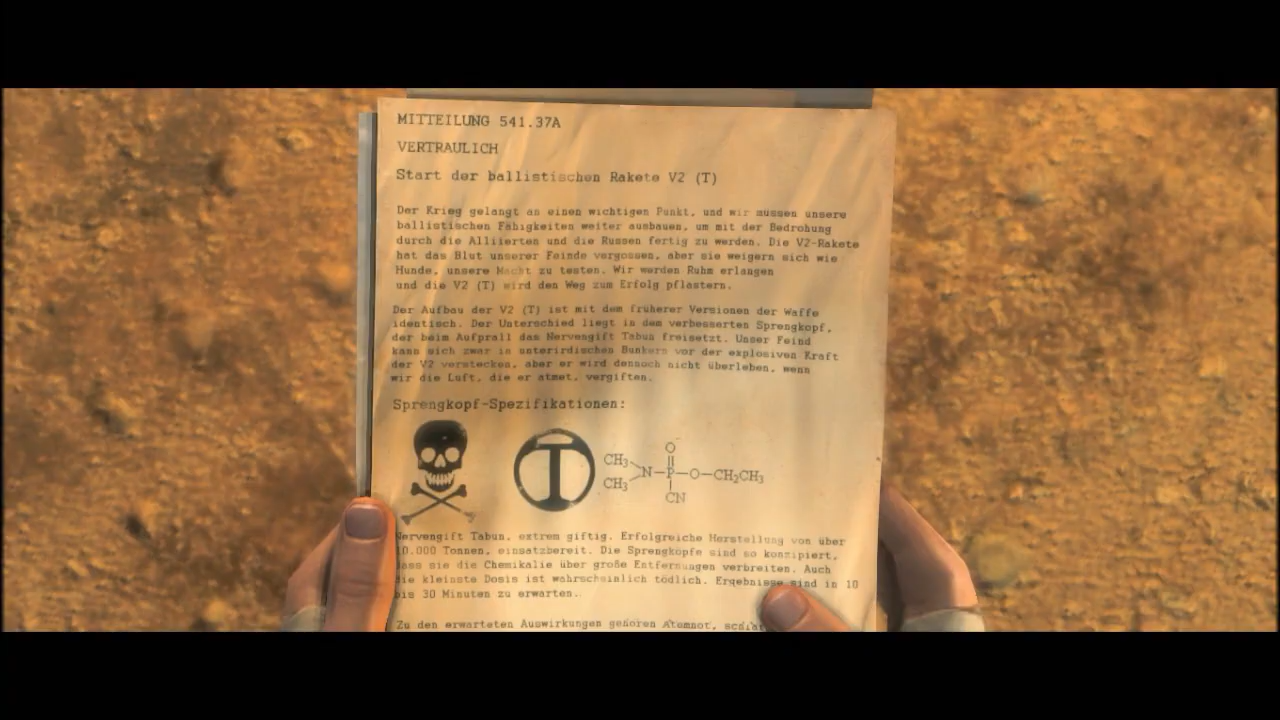 MITTEILUNG 541.37A
VERTRAULICH
Start der ballistischen Rakete V2 (T)
Der Krieg gelangt an einen wichtigen Punkt, und wir mussen unsere
ballistischen Fähigkeiten weiter ausbauen, um mit der Bedrohung
durch die Alliierten und die Russen fertig zu werden. Die V2-Rakete
hat das Blut unserer Feinde vergossen, aber sie weigern sich wie
Hunde, unsere Macht zu testen. Wir werden Ruhm erlangen
und die V2 (T) wird den Weg zum Erfolg pflastern.
Der Aufbau der V2 (T) ist mit dem früherer Versionen der Waffe
identisch. Der Unterschied liegt in dem verbesserten Sprengkopf,
der beim Aufprall das Nervengift Tabun freisetzt. Unser Feind
kann sich zwar in unterirdischen Bunkern vor der explosiven Kraft
der V2 verstecken, aber er wird dennoch nicht überleben, wenn
wir die Luft, die er atmet, vergiften.
Sprengkopf-Spezifikationen:
T
O
CH₃
N—P—O—CH₂CH₃
CH₃
CN
Nervengift Tabun, extrem giftig. Erfolgreiche Herstellung von über
10.000 Tonnen, einsatzbereit. Die Sprengköpfe sind so konzipiert,
dass sie die Chemikalie über große Entfernungen verbreiten. Auch
die kleinste Dosis ist wahrscheinlich tödlich. Ergebnisse sind in 10
bis 30 Minuten zu erwarten.
Zu den erwarteten Auswirkungen gehören Atemnot,